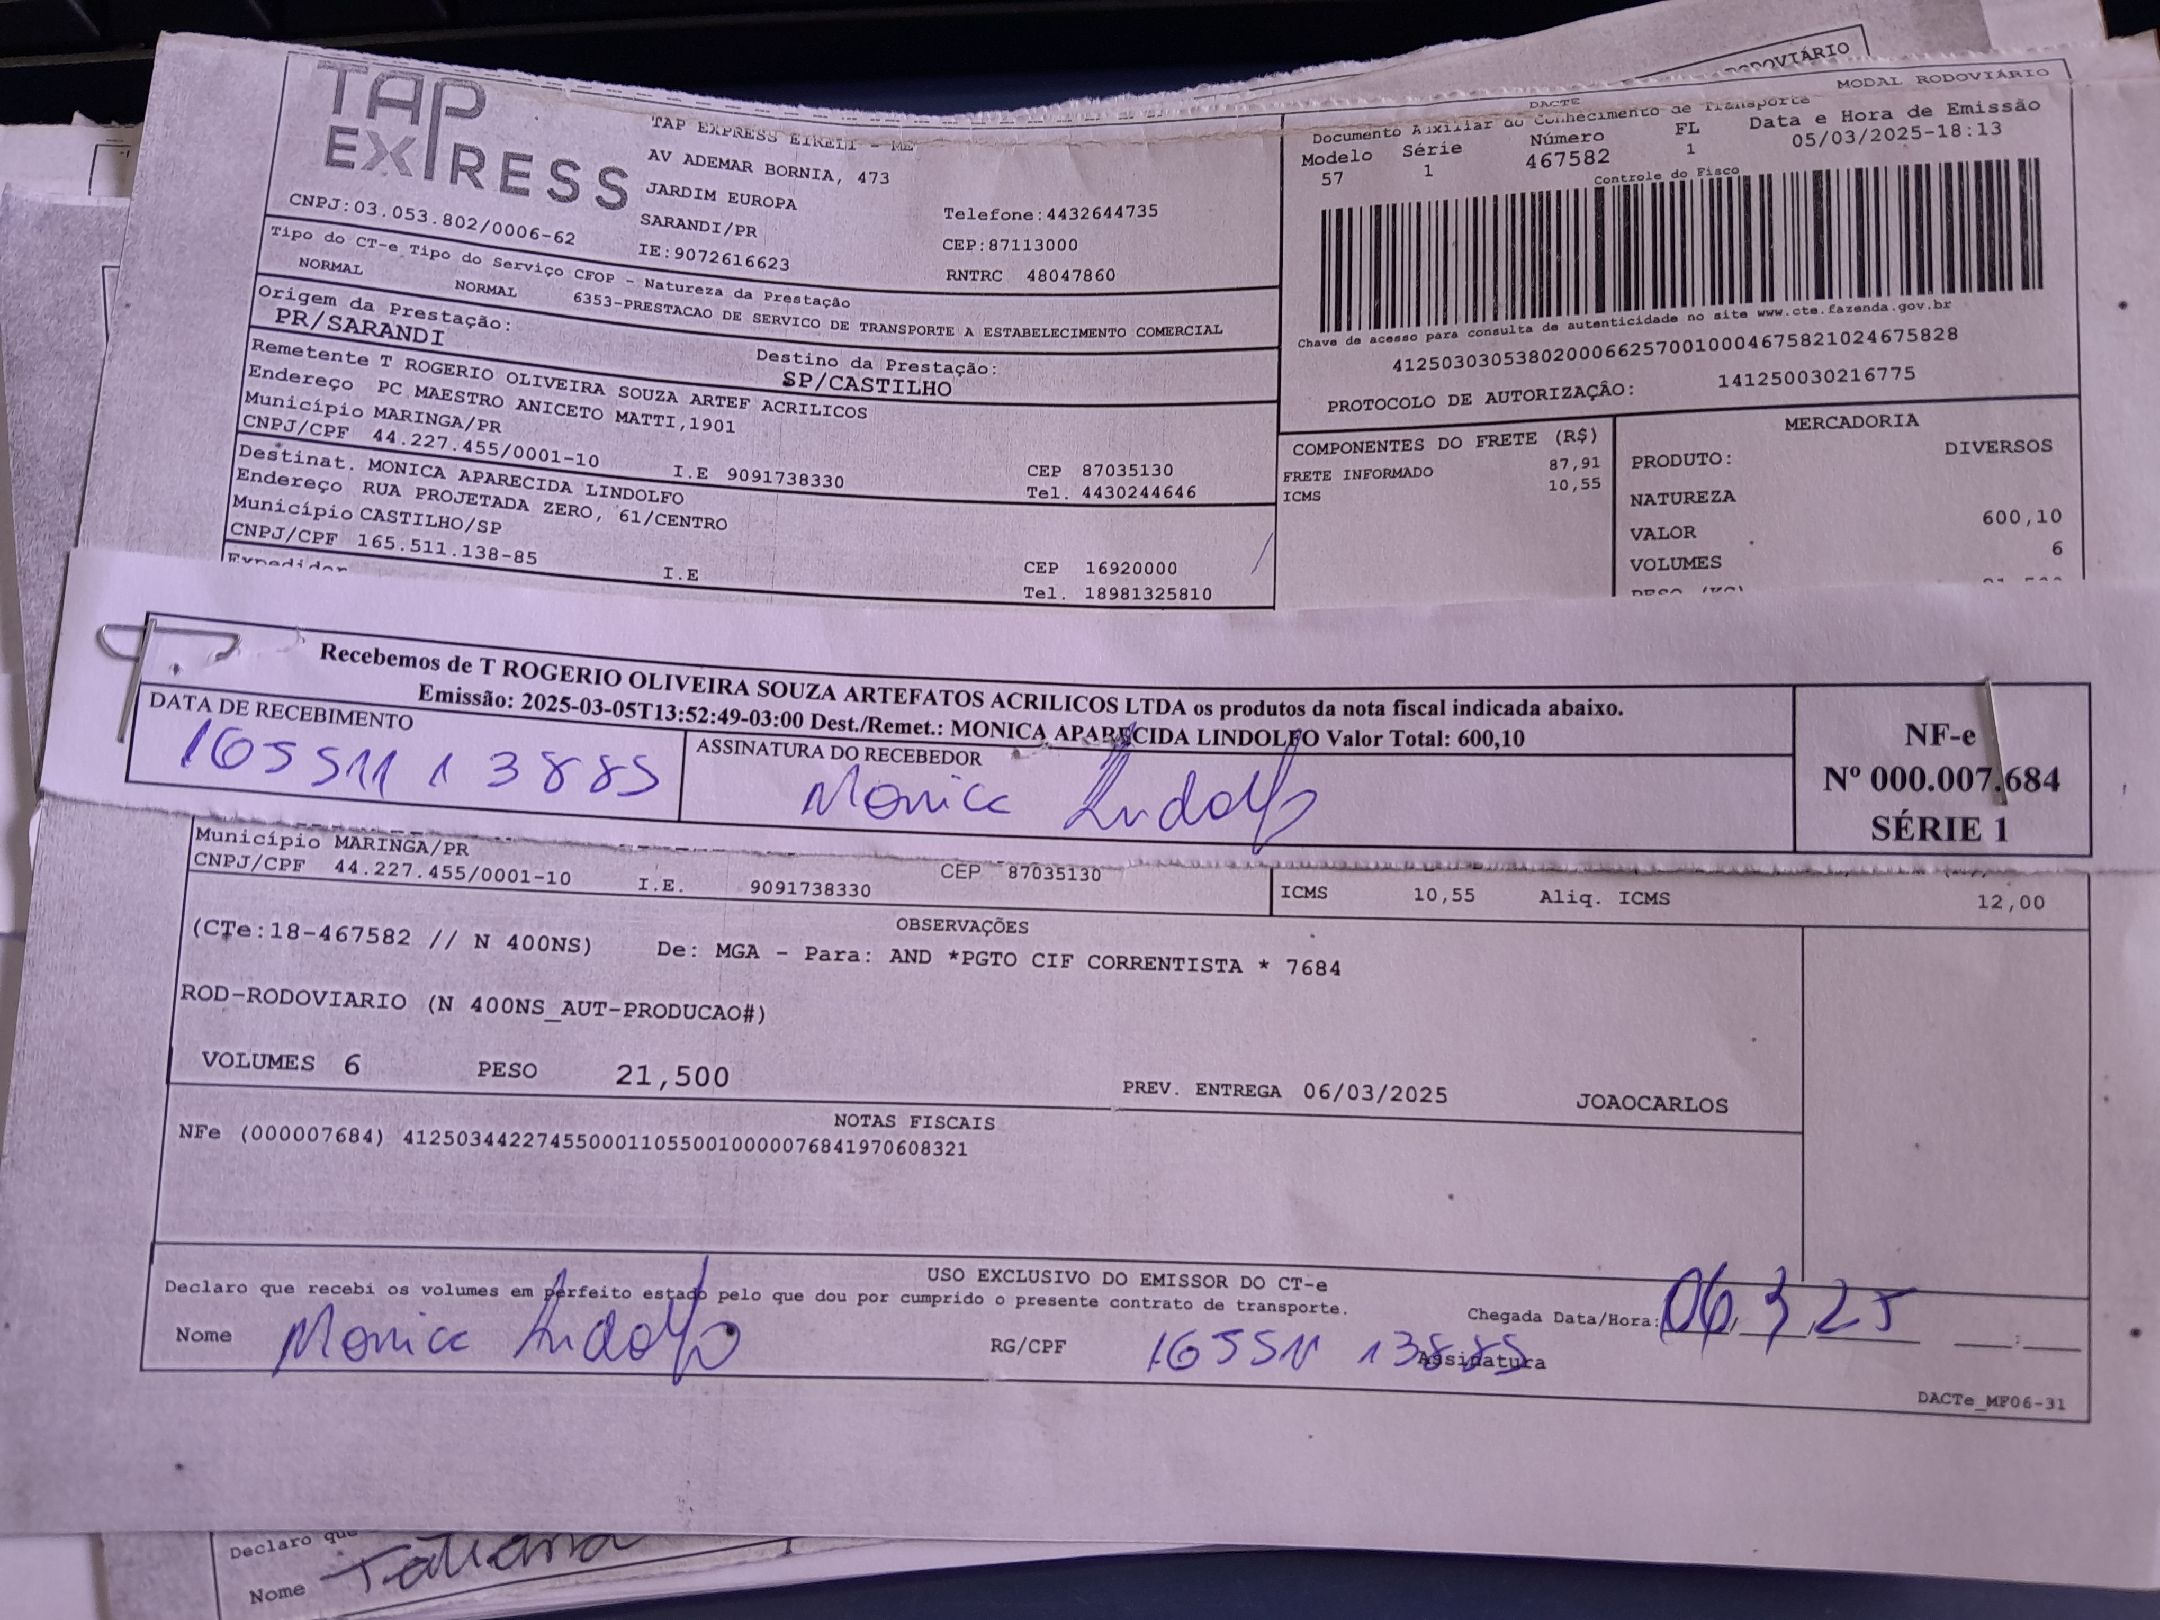 RODOVIÁRIO
TAP
EXPRESS
TAP EXPRESS EIRELI - ME
AV ADEMAR BORNIA, 473
JARDIM EUROPA
SARANDI/PR
IE:9072616623
CNPJ:03.053.802/0006-62
Telefone:4432644735
CEP:87113000
RNTRC 48047860
MODAL RODOVIÁRIO
DACTE
Documento Auxiliar do Conhecimento de Transporte
Modelo Série Número FL Data e Hora de Emissão
57 1 467582 1 05/03/2025-18:13
Controle do Fisco
Chave de acesso para consulta de autenticidade no site www.cte.fazenda.gov.br
41250303053802000662570010004675821024675828
PROTOCOLO DE AUTORIZAÇÃO: 141250030216775
Tipo do CT-e Tipo do Serviço CFOP - Natureza da Prestação
NORMAL NORMAL 6353-PRESTACAO DE SERVICO DE TRANSPORTE A ESTABELECIMENTO COMERCIAL
Origem da Prestação: Destino da Prestação:
PR/SARANDI SP/CASTILHO
Remetente T ROGERIO OLIVEIRA SOUZA ARTEF ACRILICOS
Endereço PC MAESTRO ANICETO MATTI,1901
Município MARINGA/PR CEP 87035130
CNPJ/CPF 44.227.455/0001-10 I.E 9091738330 Tel. 4430244646
Destinat. MONICA APARECIDA LINDOLFO
Endereço RUA PROJETADA ZERO, 61/CENTRO
Município CASTILHO/SP CEP 16920000
CNPJ/CPF 165.511.138-85 I.E Tel. 18981325810
Expedidor
COMPONENTES DO FRETE (R$)
FRETE INFORMADO 87,91
ICMS 10,55
MERCADORIA
PRODUTO: DIVERSOS
NATUREZA
VALOR 600,10
VOLUMES 6
PESO (KG)
Recebemos de T ROGERIO OLIVEIRA SOUZA ARTEFATOS ACRILICOS LTDA os produtos da nota fiscal indicada abaixo.
Emissão: 2025-03-05T13:52:49-03:00 Dest./Remet.: MONICA APARECIDA LINDOLFO Valor Total: 600,10
DATA DE RECEBIMENTO
16551113885
ASSINATURA DO RECEBEDOR
Monica Lindolfo
NF-e
Nº 000.007.684
SÉRIE 1
Município MARINGA/PR CEP 87035130
CNPJ/CPF 44.227.455/0001-10 I.E. 9091738330
ICMS 10,55 Aliq. ICMS 12,00
OBSERVAÇÕES
(CTe:18-467582 // N 400NS) De: MGA - Para: AND *PGTO CIF CORRENTISTA * 7684
ROD-RODOVIARIO (N 400NS_AUT-PRODUCAO#)
VOLUMES 6 PESO 21,500 PREV. ENTREGA 06/03/2025 JOAOCARLOS
NOTAS FISCAIS
NFe (000007684) 41250344227455000110550010000076841970608321
USO EXCLUSIVO DO EMISSOR DO CT-e
Declaro que recebi os volumes em perfeito estado pelo que dou por cumprido o presente contrato de transporte.
Chegada Data/Hora: 06/3/25 __:__
Nome Monica Lindolfo RG/CPF 16551113885 Assinatura
DACTe_MF06-31
Declaro que
Nome Tatiana